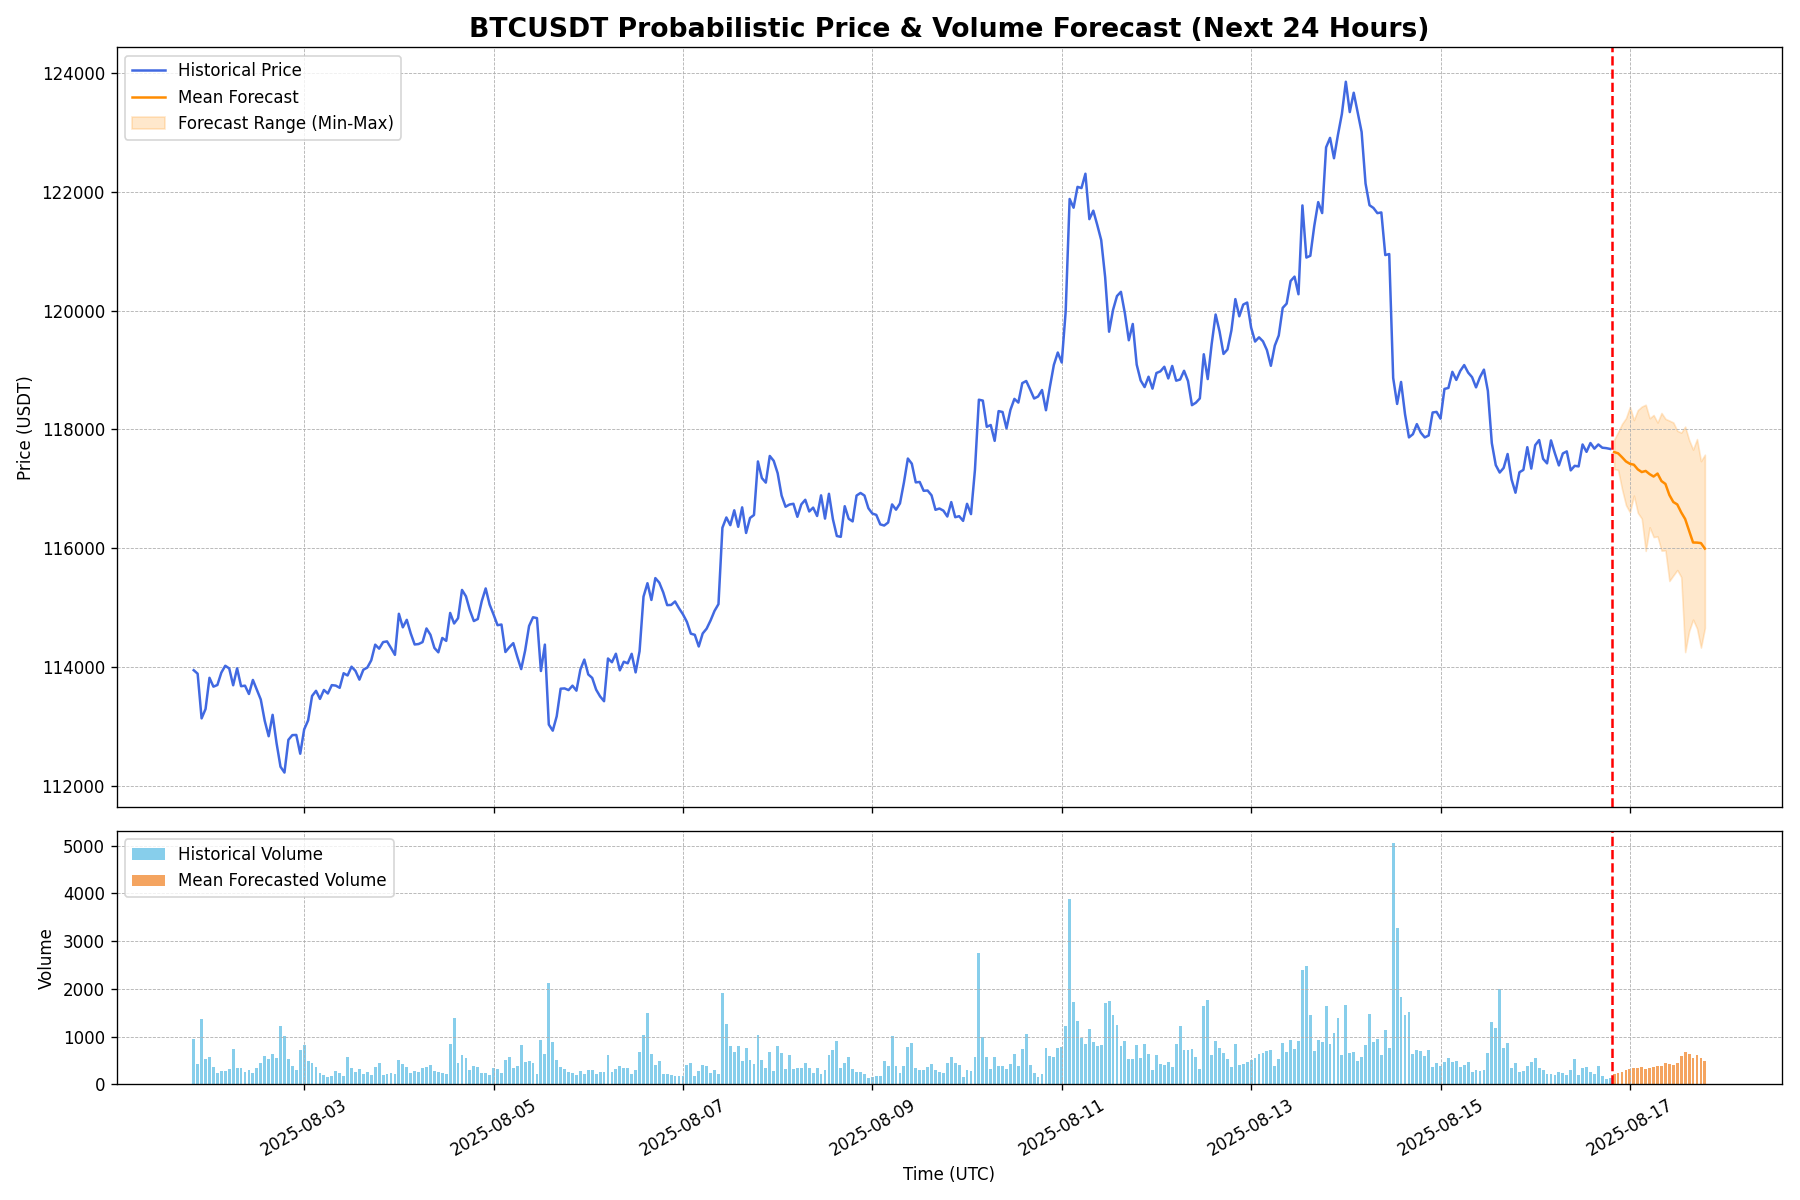 BTCUSDT Probabilistic Price & Volume Forecast (Next 24 Hours)
Historical Price
Mean Forecast
Forecast Range (Min-Max)
Price (USDT)
124000
122000
120000
118000
116000
114000
112000
Historical Volume
Mean Forecasted Volume
Volume
5000
4000
3000
2000
1000
0
2025-08-03
2025-08-05
2025-08-07
2025-08-09
2025-08-11
2025-08-13
2025-08-15
2025-08-17
Time (UTC)